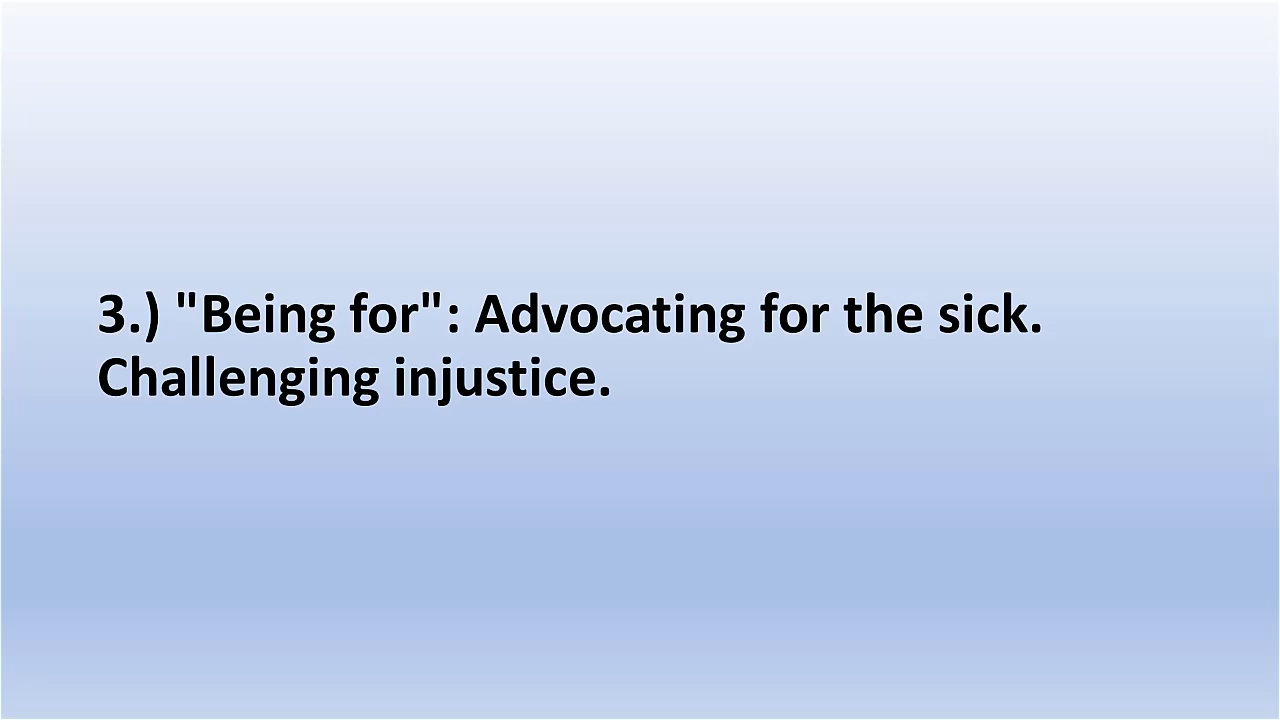 3.) "Being for": Advocating for the sick.
Challenging injustice.